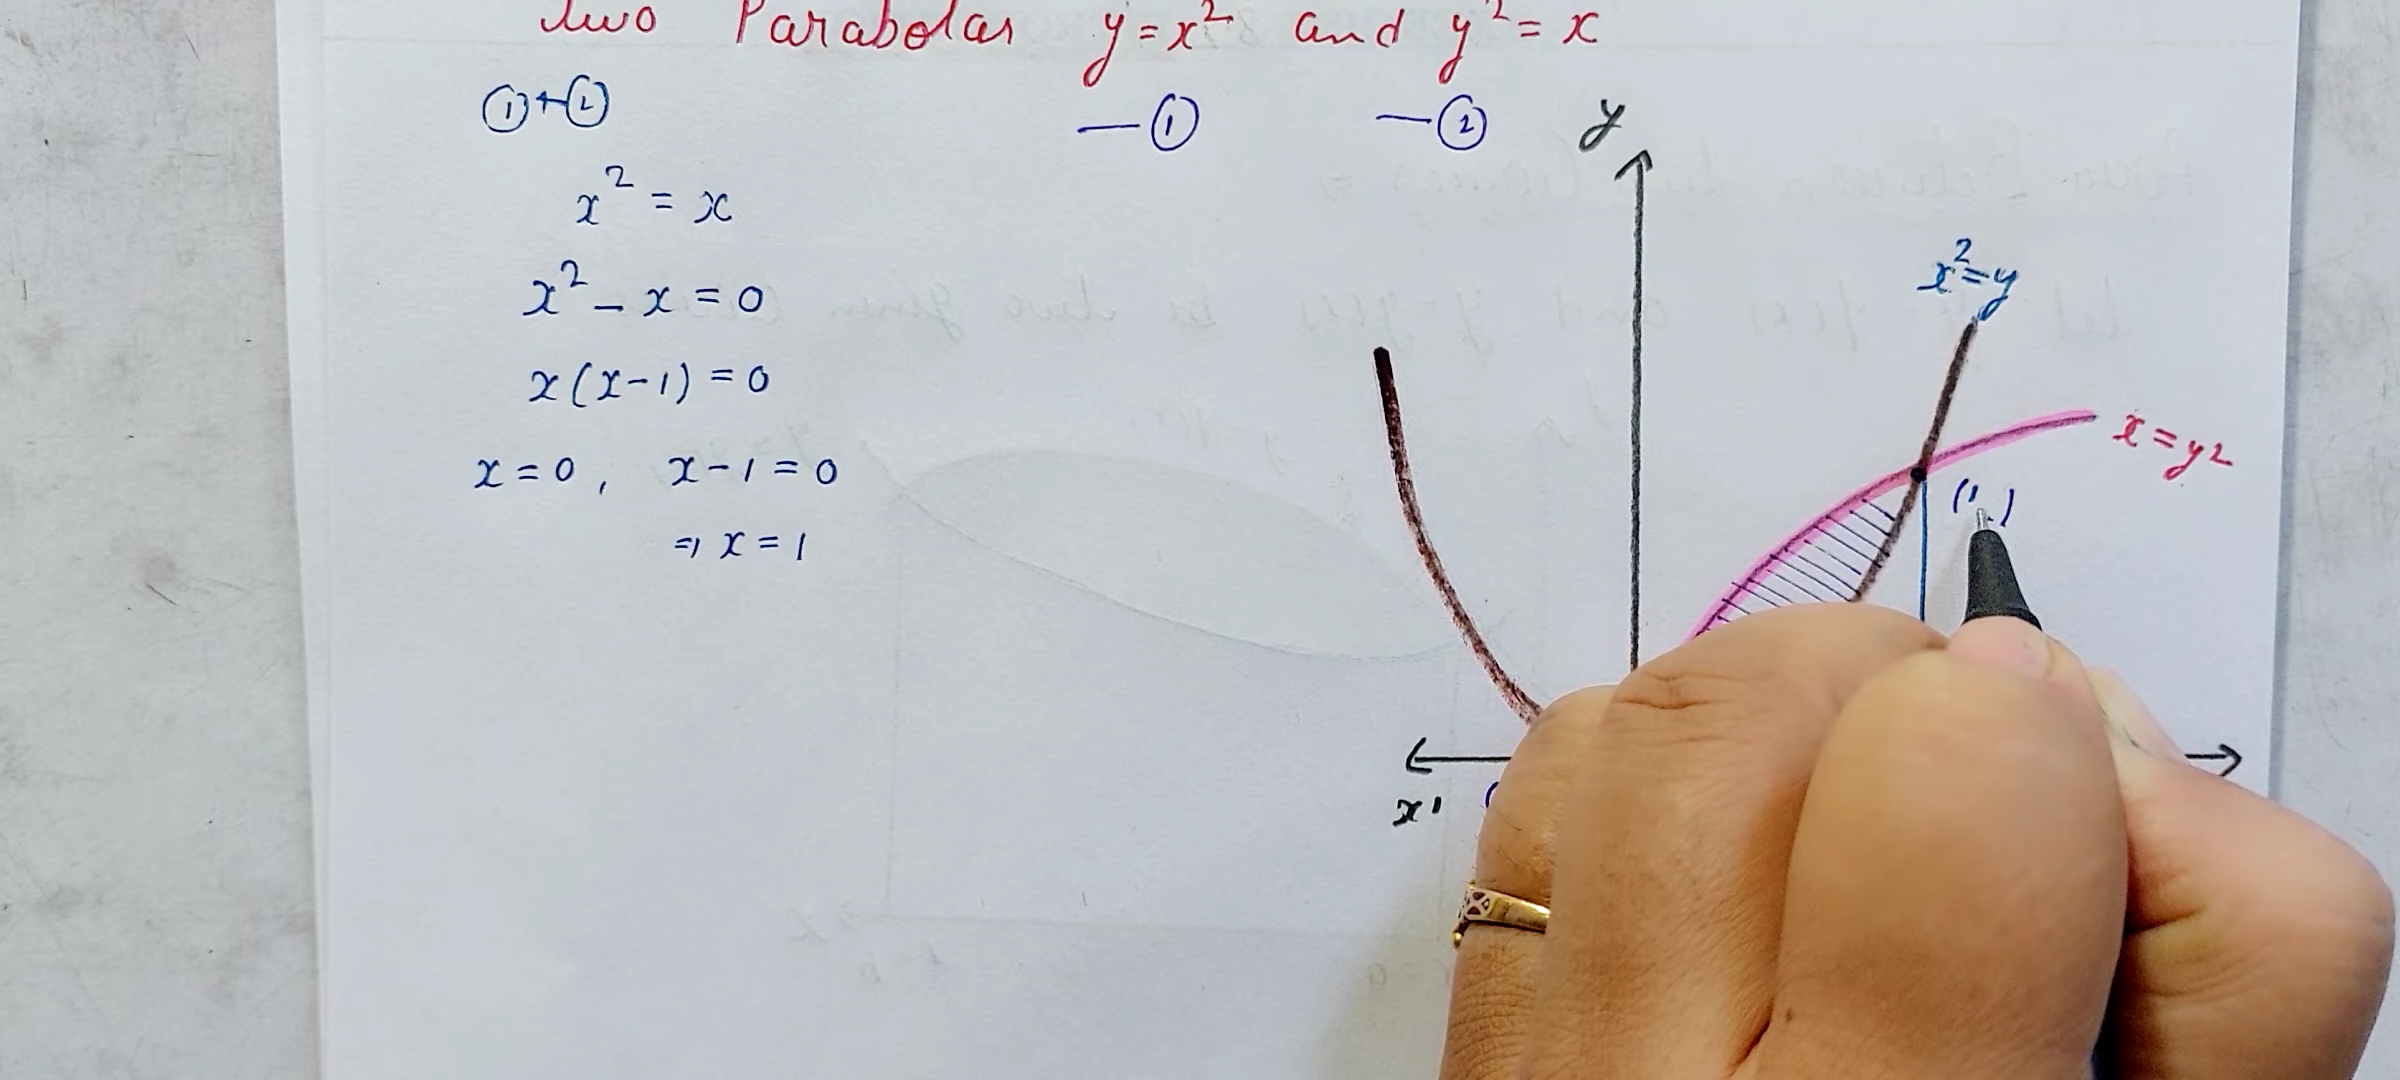 two Parabolas y = x² and y² = x
①+② —① —②
x² = x
x² - x = 0
x(x-1) = 0
x = 0 , x - 1 = 0
⇒ x = 1
y
x² = y
x = y2
(1,)
x'